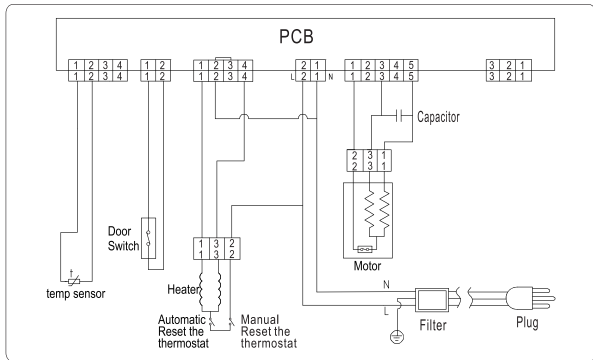 PCB
1 2 3 4 1 2 1 2 3 4 2 1 1 2 3 4 5 3 2 1
1 2 3 4 1 2 1 2 3 4 L 2 1 N 1 2 3 4 5 3 2 1
Capacitor
2 3 1
2 3 1
Door
Switch
Motor
t
temp sensor
1 3 2
1 3 2
Heater
Automatic
Reset the
thermostat
Manual
Reset the
thermostat
N
L
Filter
Plug